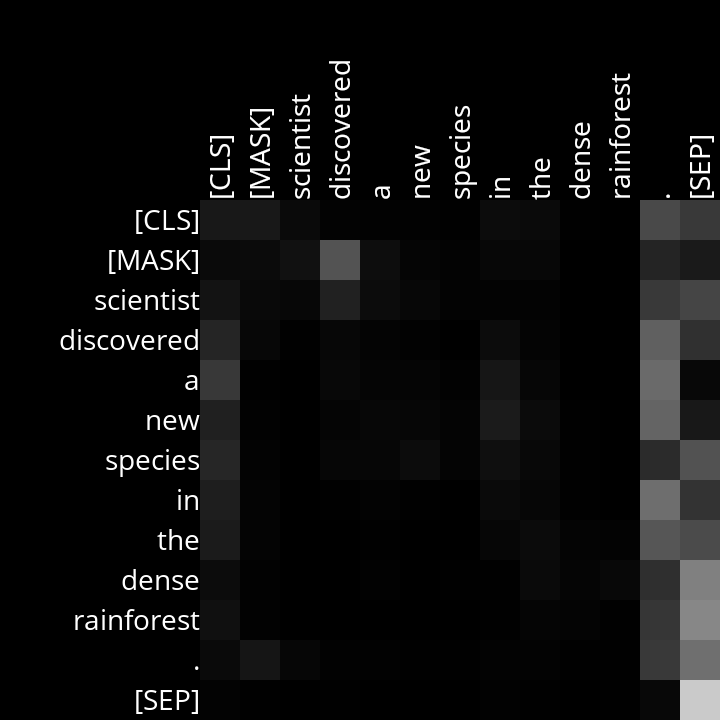 [CLS] [MASK] scientist discovered a new species in the dense rainforest . [SEP]
[CLS]
[MASK]
scientist
discovered
a
new
species
in
the
dense
rainforest
.
[SEP]